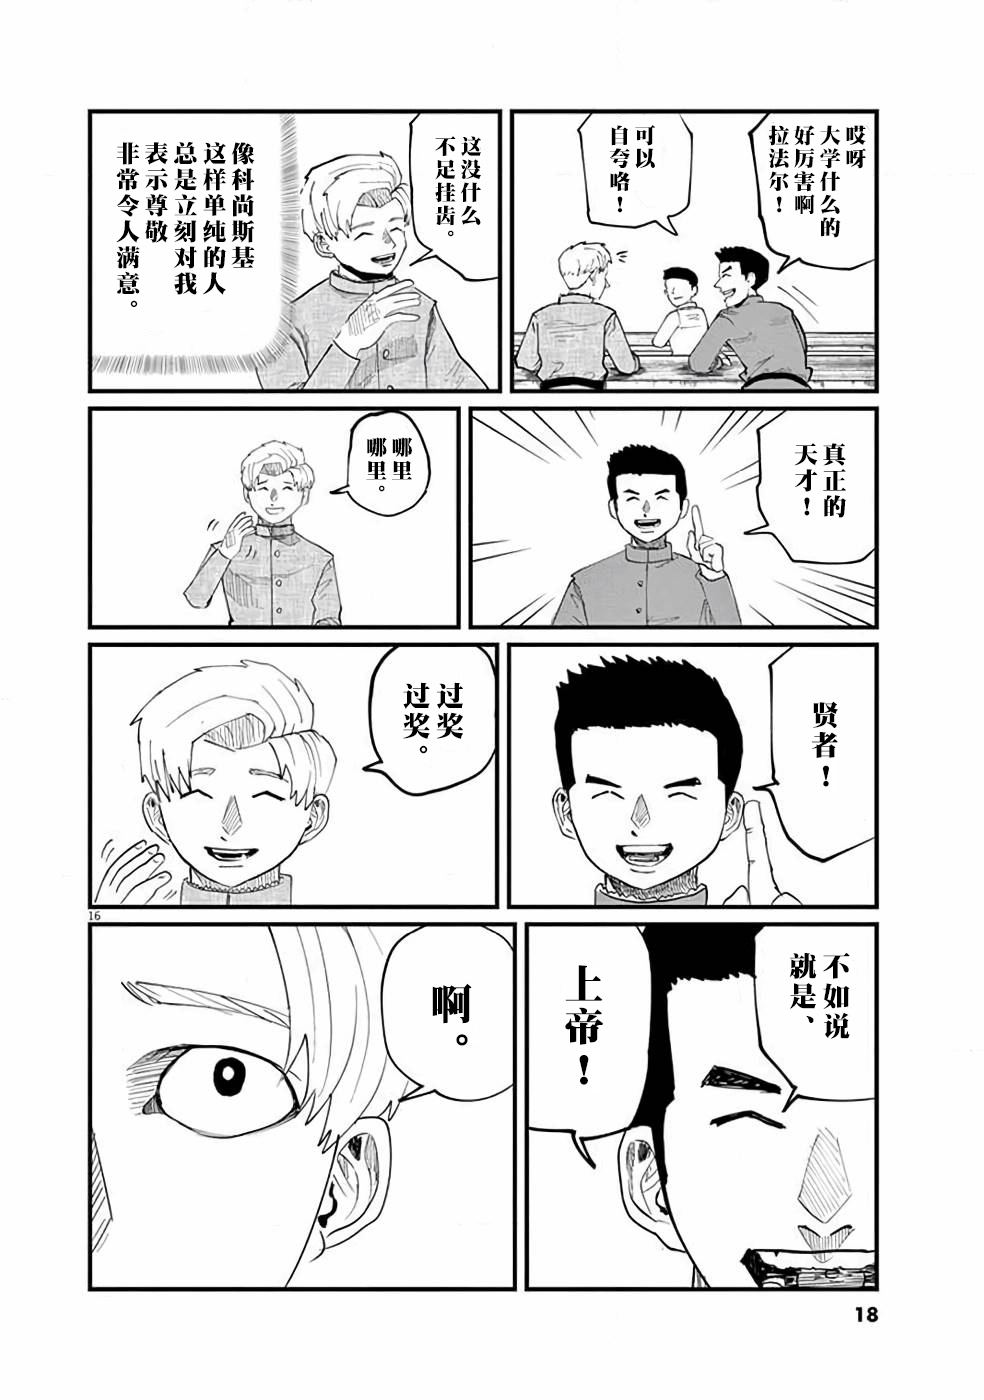 哎呀
大学什么的
好厉害啊
拉法尔！
可以
自夸咯！
这没什么
不足挂齿。
像科尚斯基
这样单纯的人
总是立刻对我
表示尊敬
非常令人满意。
真正的
天才！
哪里
哪里。
贤者！
过奖
过奖。
16
不如说
就是、
上帝！
啊。
18